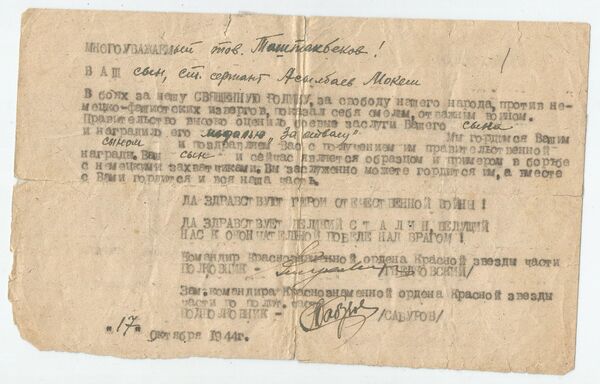 МНОГОУВАЖАЕМый тов. Таштанбеков!
ВАШ сын, ст. сержант Асылбаев Мокеш
В боях за нашу СВЯЩЕННУЮ РОДИНУ, за свободу нашего народа, против не-
мецко-фашистских извергов, показал себя смелым, отважным воином.
Правительство высоко оценило боевые заслуги Вашего сына
и наградило его медалью "За отвагу" Мы гордимся Вашим
сыном и поздравляем Вас с получением им правительственной
награды. Ваш сын и сейчас является образцом и примером в борьбе
с немецкими захватчиками. Вы заслуженно можете гордится им, а вместе
с Вами гордится и вся наша часть.
ДА ЗДРАВСТВУЮТ ГЕРОИ ОТЕЧЕСТВЕННОЙ ВОЙНЫ!
ДА ЗДРАВСТВУЕТ ВЕЛИКИЙ СТАЛИН, ВЕДУЩИЙ
НАС К ОКОНЧАТЕЛЬНОЙ ПОБЕДЕ НАД ВРАГОМ!
Командир Краснознаменной ордена Красной звезды части
ПОЛКОВНИК -
Зам. командира Краснознаменной ордена Красной звезды
части по полит. части
ПОДПОЛКОВНИК - /САБУРОВ/
"17" Октября 1944г.